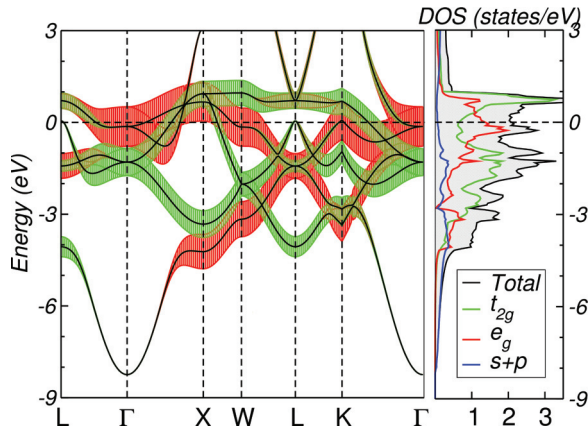 DOS (states/eV)
3
0
-3
-6
-9
Energy (eV)
L Γ X W L K Γ
3
0
-3
-6
-9
Total
t2g
eg
s+p
1 2 3